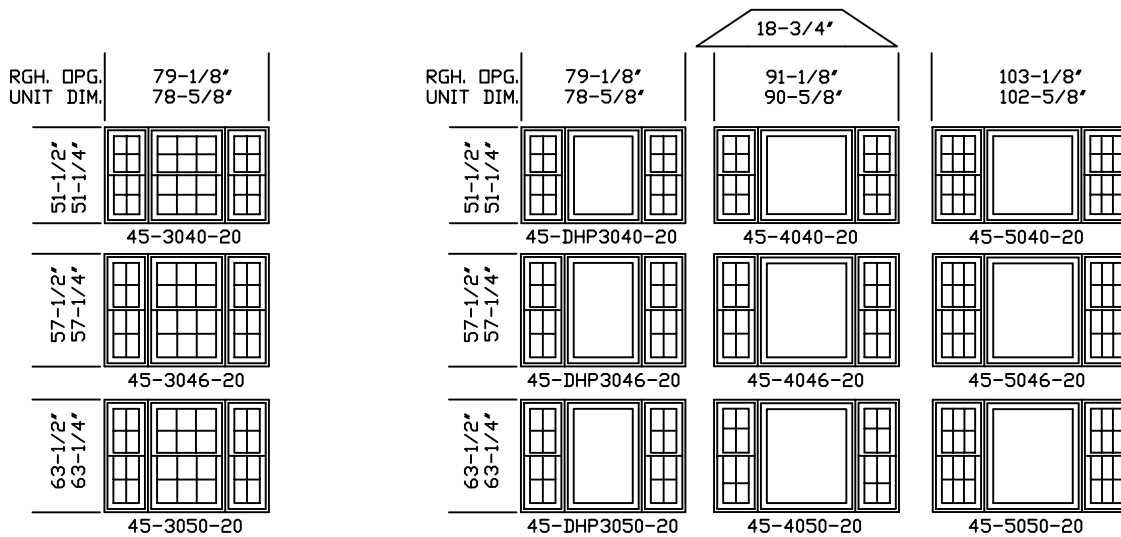 18-3/4"
RGH. OPG. 79-1/8"
UNIT DIM. 78-5/8"
RGH. OPG. 79-1/8" 91-1/8" 103-1/8"
UNIT DIM. 78-5/8" 90-5/8" 102-5/8"
51-1/2"
51-1/4"
51-1/2"
51-1/4"
45-3040-20 45-DHP3040-20 45-4040-20 45-5040-20
57-1/2"
57-1/4"
57-1/2"
57-1/4"
45-3046-20 45-DHP3046-20 45-4046-20 45-5046-20
63-1/2"
63-1/4"
63-1/2"
63-1/4"
45-3050-20 45-DHP3050-20 45-4050-20 45-5050-20